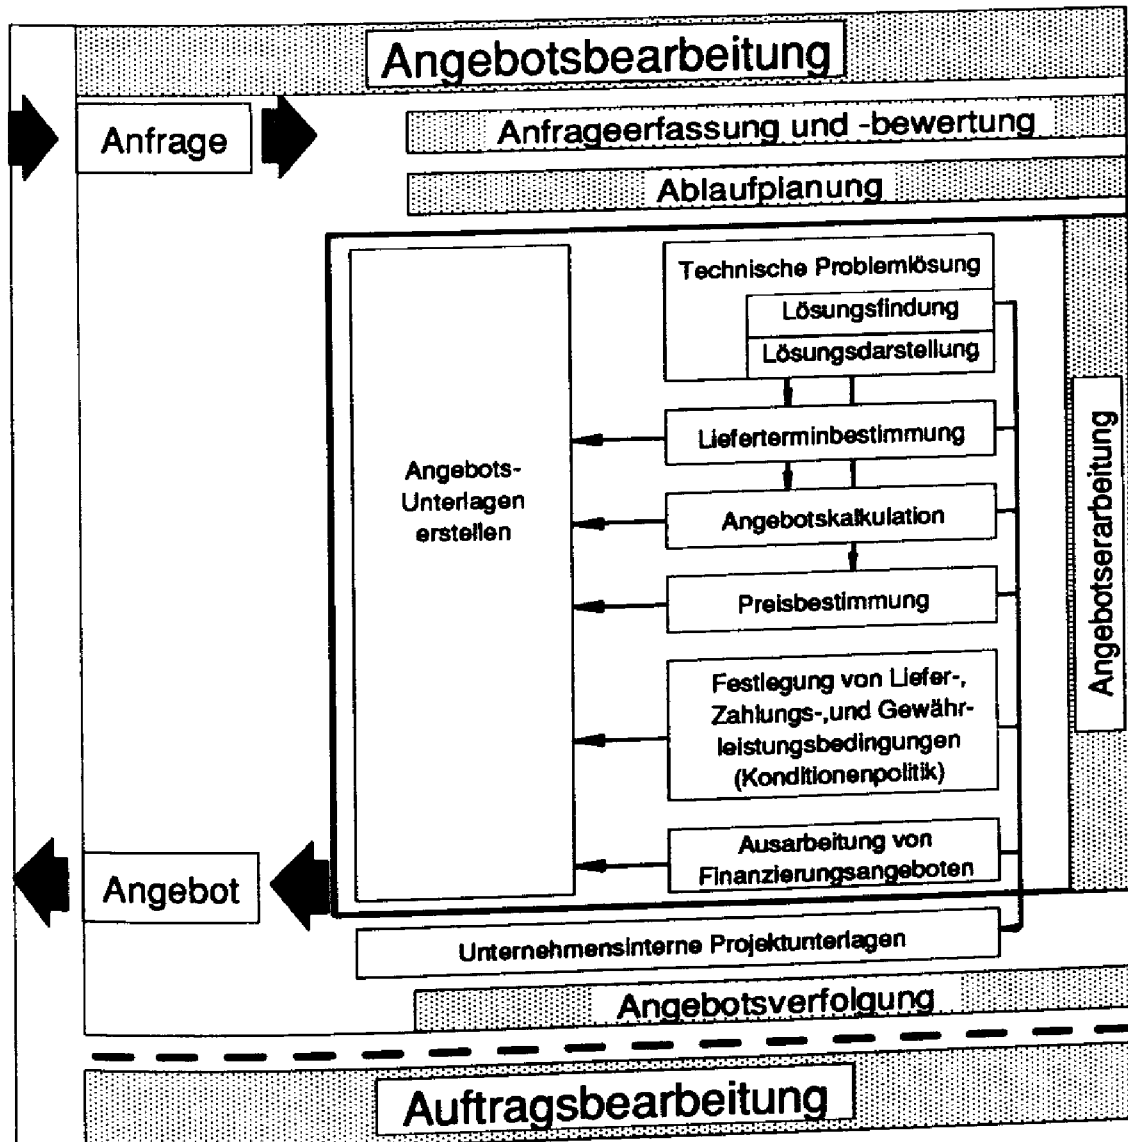 Angebotsbearbeitung
Anfrage
Anfrageerfassung und -bewertung
Ablaufplanung
Technische Problemlösung
Lösungsfindung
Lösungsdarstellung
Lieferterminbestimmung
Angebots-
Unterlagen
erstellen
Angebotskalkulation
Preisbestimmung
Festlegung von Liefer-,
Zahlungs-,und Gewähr-
leistungsbedingungen
(Konditionenpolitik)
Ausarbeitung von
Finanzierungsangeboten
Angebotserarbeitung
Angebot
Unternehmensinterne Projektunterlagen
Angebotsverfolgung
Auftragsbearbeitung